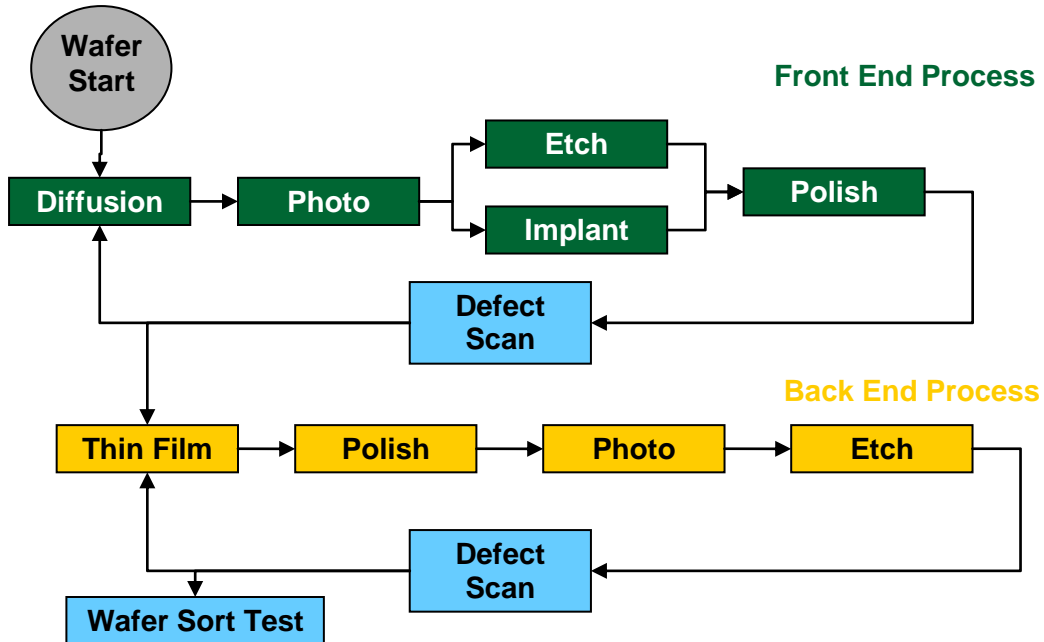 Wafer
Start
Front End Process
Etch
Diffusion
Photo
Implant
Polish
Defect
Scan
Back End Process
Thin Film
Polish
Photo
Etch
Defect
Scan
Wafer Sort Test